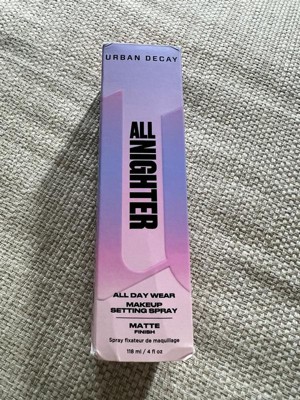 URBAN DECAY
ALL
NIGHTER
ALL DAY WEAR
MAKEUP
SETTING SPRAY
MATTE
FINISH
Spray fixateur de maquillage
118 ml / 4 fl oz